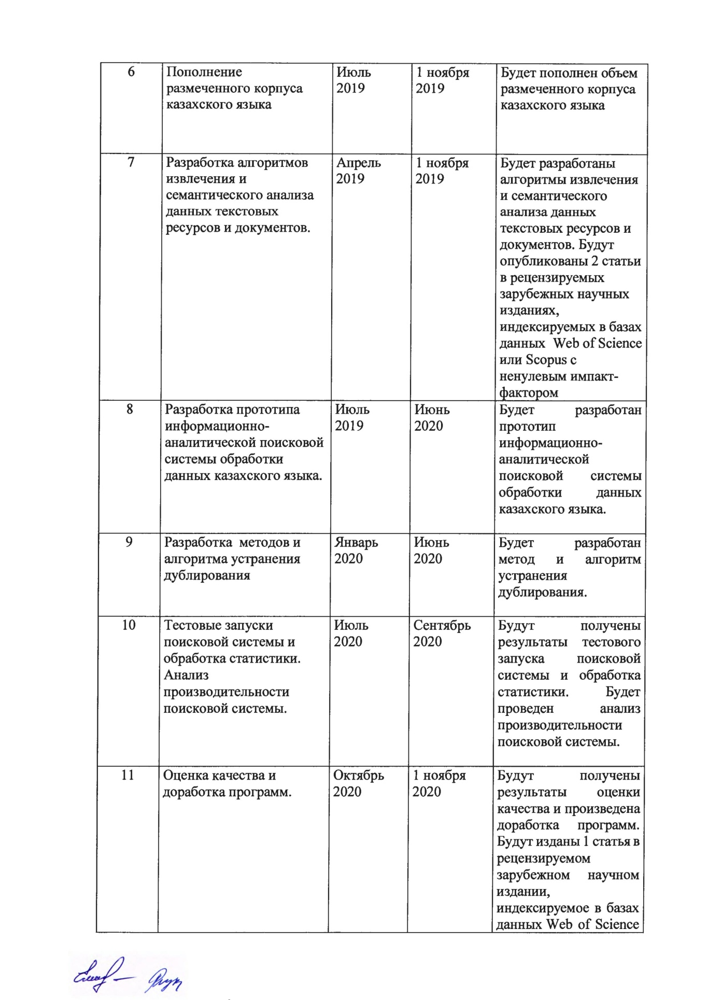 6
Пополнение
размеченного корпуса
казахского языка
Июль
2019
1 ноября
2019
Будет пополнен объем
размеченного корпуса
казахского языка
7
Разработка алгоритмов
извлечения и
семантического анализа
данных текстовых
ресурсов и документов.
Апрель
2019
1 ноября
2019
Будет разработаны
алгоритмы извлечения
и семантического
анализа данных
текстовых ресурсов и
документов. Будут
опубликованы 2 статьи
в рецензируемых
зарубежных научных
изданиях,
индексируемых в базах
данных Web of Science
или Scopus с
ненулевым импакт-
фактором
8
Разработка прототипа
информационно-
аналитической поисковой
системы обработки
данных казахского языка.
Июль
2019
Июнь
2020
Будет разработан
прототип
информационно-
аналитической
поисковой системы
обработки данных
казахского языка.
9
Разработка методов и
алгоритма устранения
дублирования
Январь
2020
Июнь
2020
Будет разработан
метод и алгоритм
устранения
дублирования.
10
Тестовые запуски
поисковой системы и
обработка статистики.
Анализ
производительности
поисковой системы.
Июль
2020
Сентябрь
2020
Будут получены
результаты тестового
запуска поисковой
системы и обработка
статистики. Будет
проведен анализ
производительности
поисковой системы.
11
Оценка качества и
доработка программ.
Октябрь
2020
1 ноября
2020
Будут получены
результаты оценки
качества и произведена
доработка программ.
Будут изданы 1 статья в
рецензируемом
зарубежном научном
издании,
индексируемое в базах
данных Web of Science